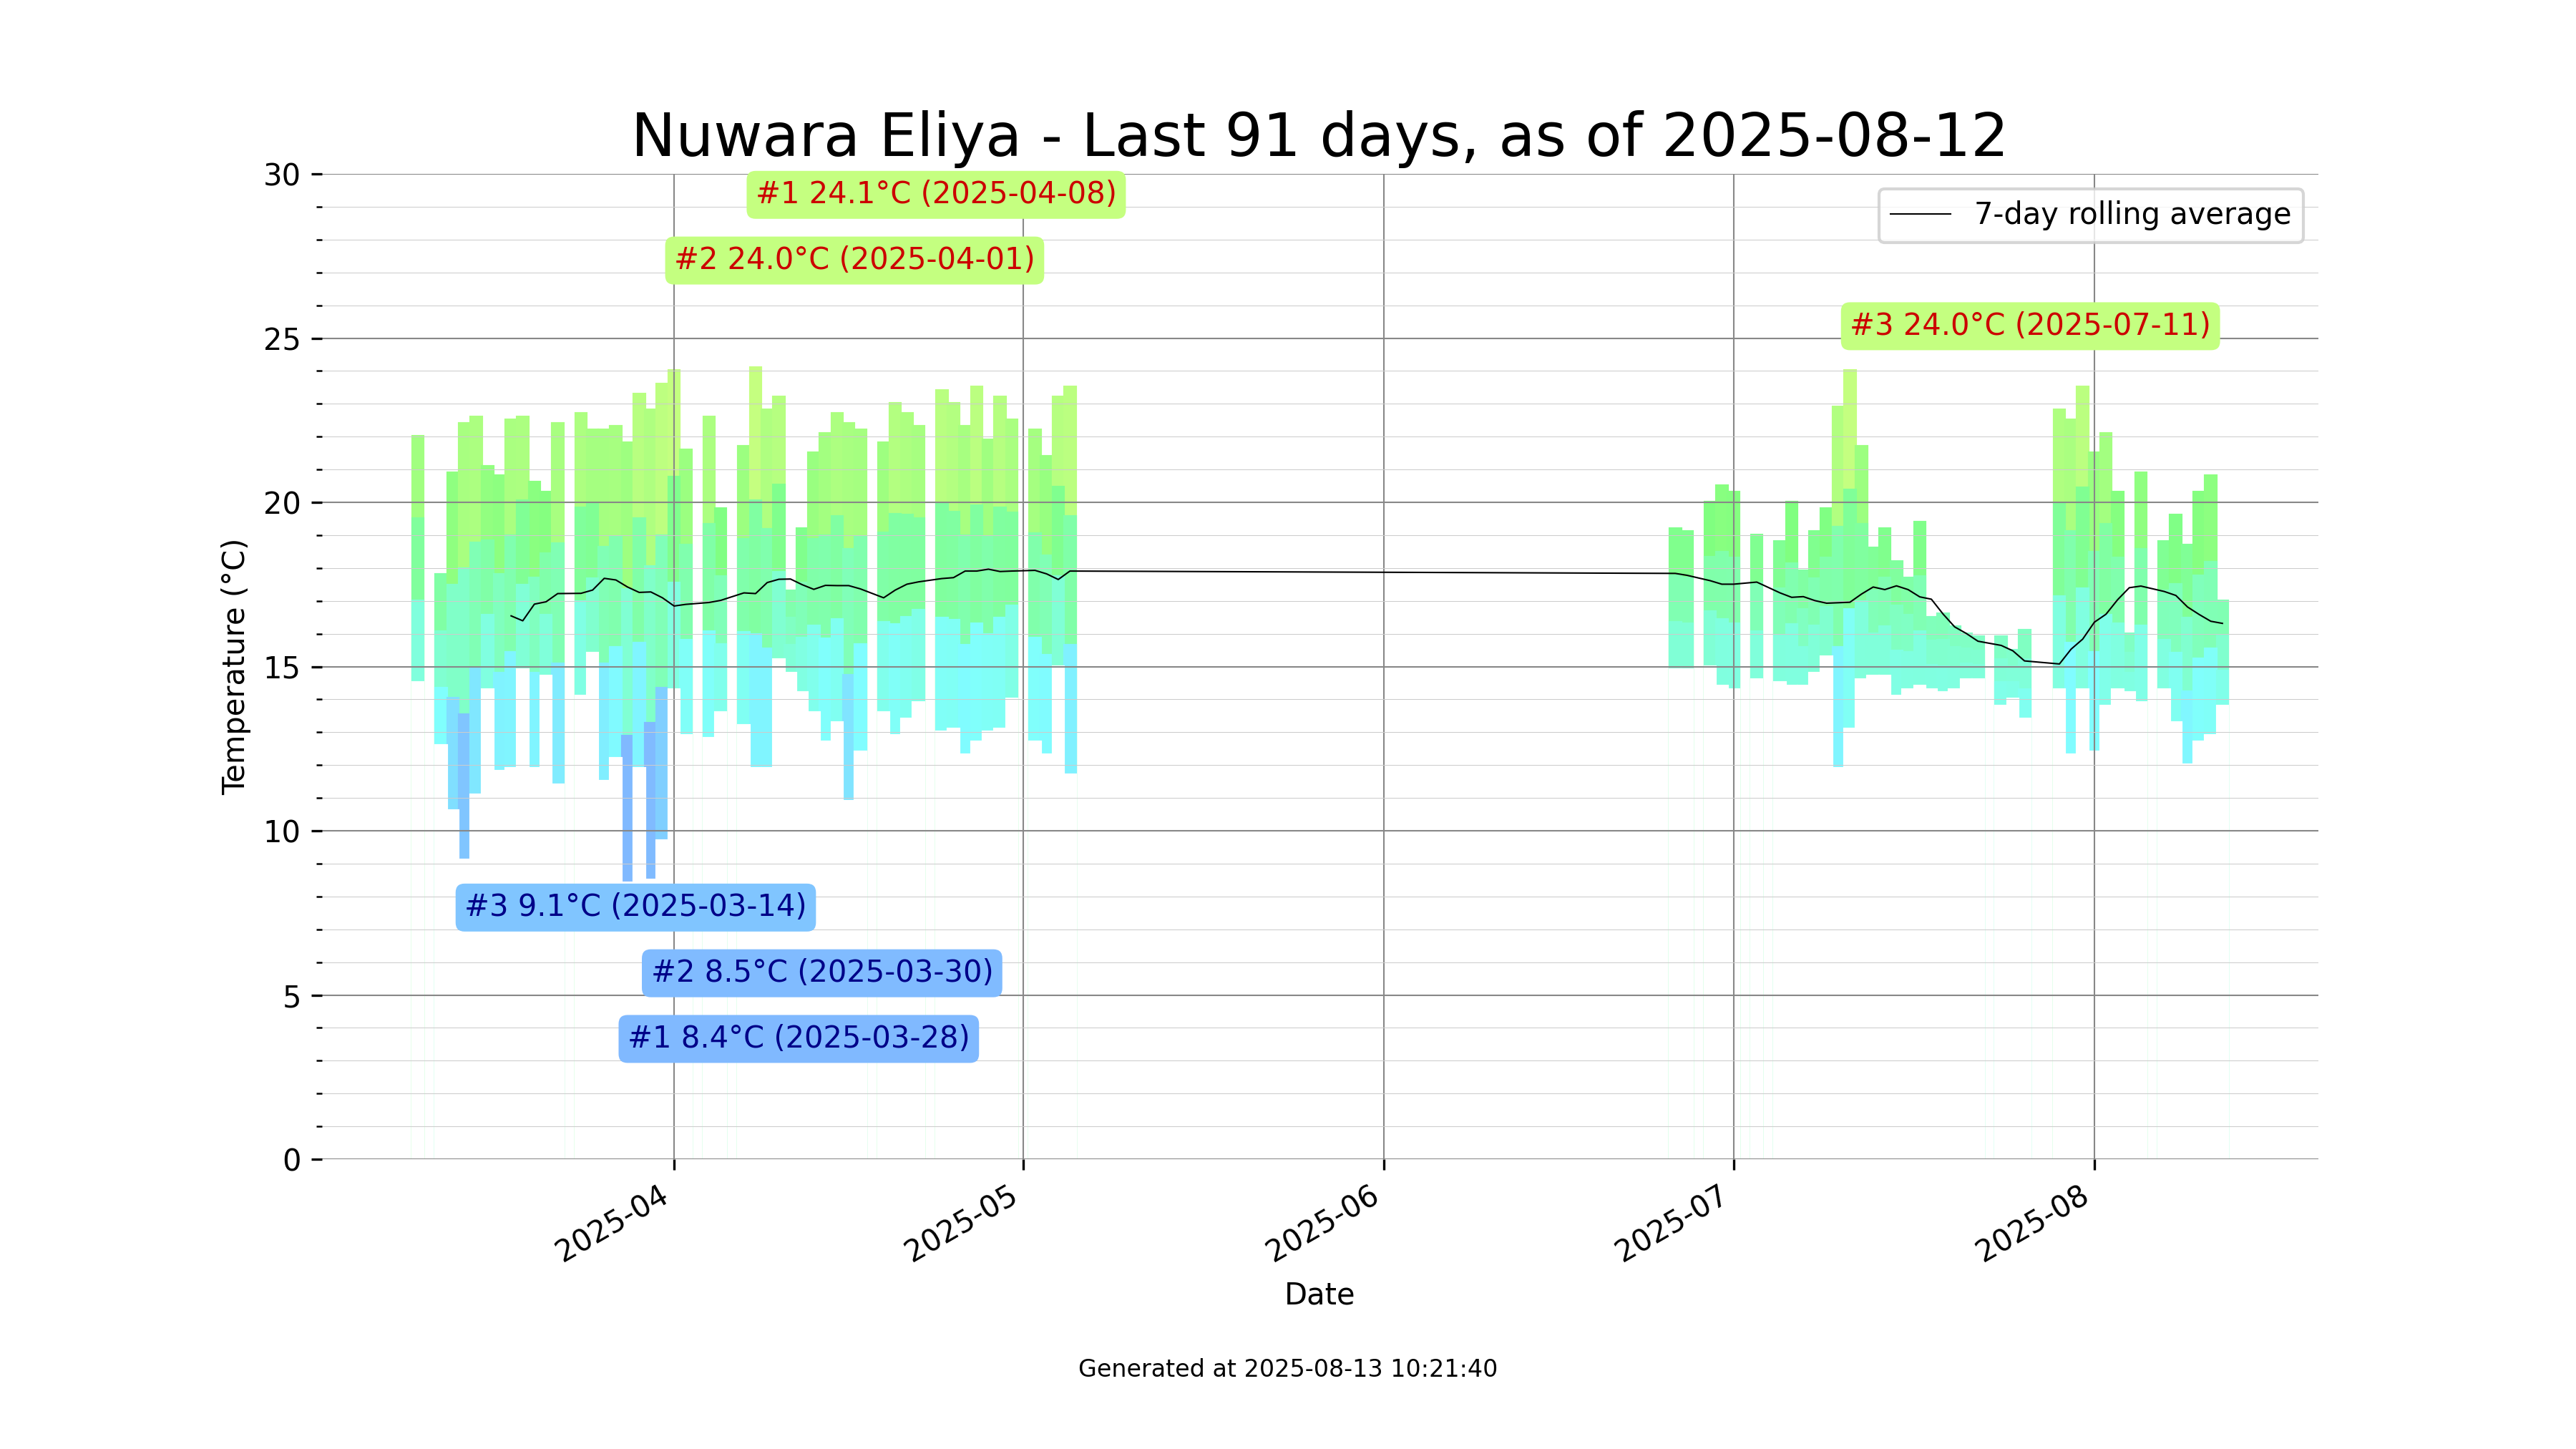 Nuwara Eliya - Last 91 days, as of 2025-08-12
30
25
20
15
10
5
0
Temperature (°C)
#1 24.1°C (2025-04-08)
#2 24.0°C (2025-04-01)
#3 24.0°C (2025-07-11)
7-day rolling average
#3 9.1°C (2025-03-14)
#2 8.5°C (2025-03-30)
#1 8.4°C (2025-03-28)
2025-04
2025-05
2025-06
2025-07
2025-08
Date
Generated at 2025-08-13 10:21:40